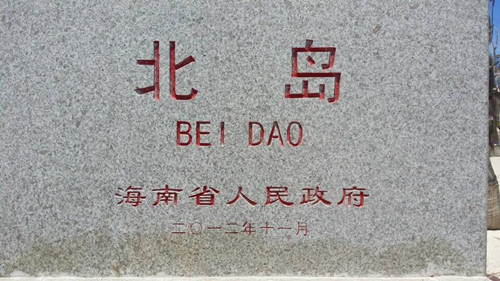 北 岛
BEI DAO
海南省人民政府
二〇一二年十一月